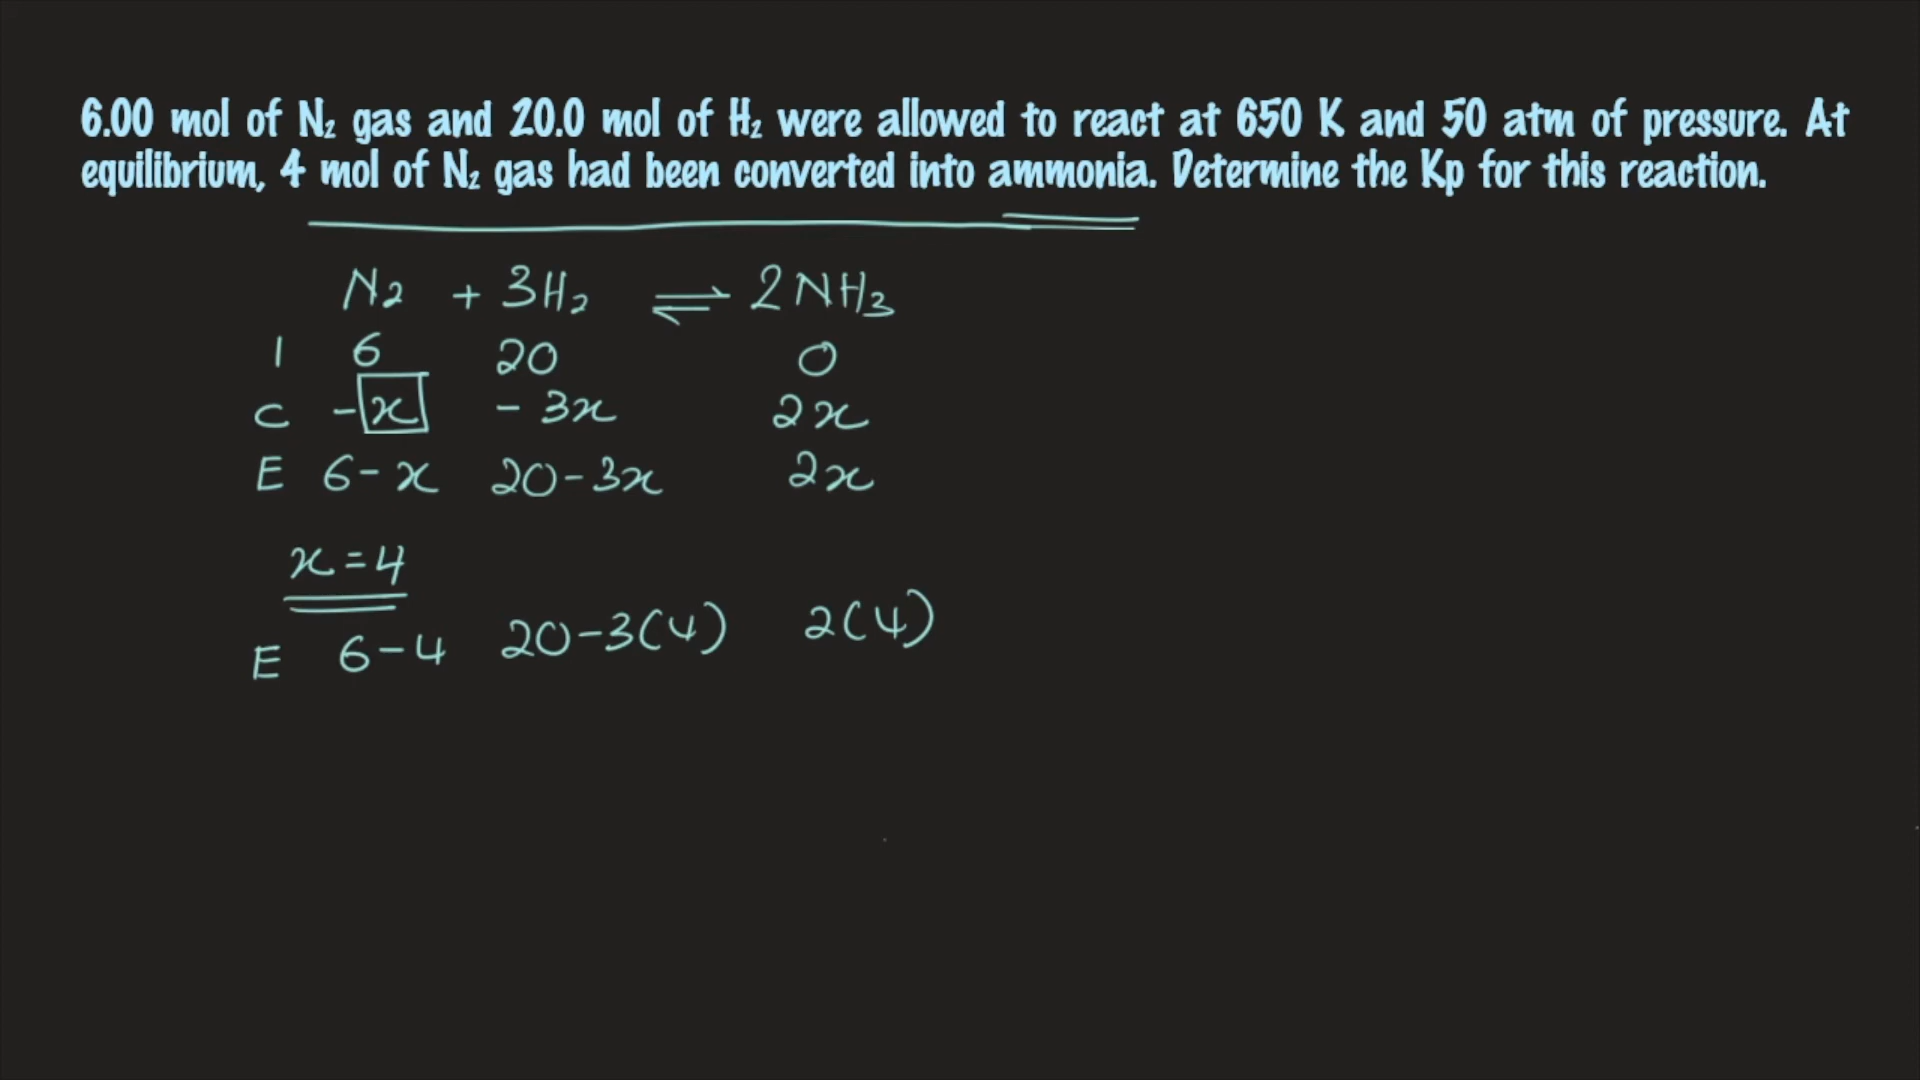 6.00 mol of N₂ gas and 20.0 mol of H₂ were allowed to react at 650 K and 50 atm of pressure. At
equilibrium, 4 mol of N₂ gas had been converted into ammonia. Determine the Kp for this reaction.
N₂ + 3H₂ ⇌ 2NH₃
I 6 20 0
C -x -3x 2x
E 6-x 20-3x 2x
x=4
E 6-4 20-3(4) 2(4)